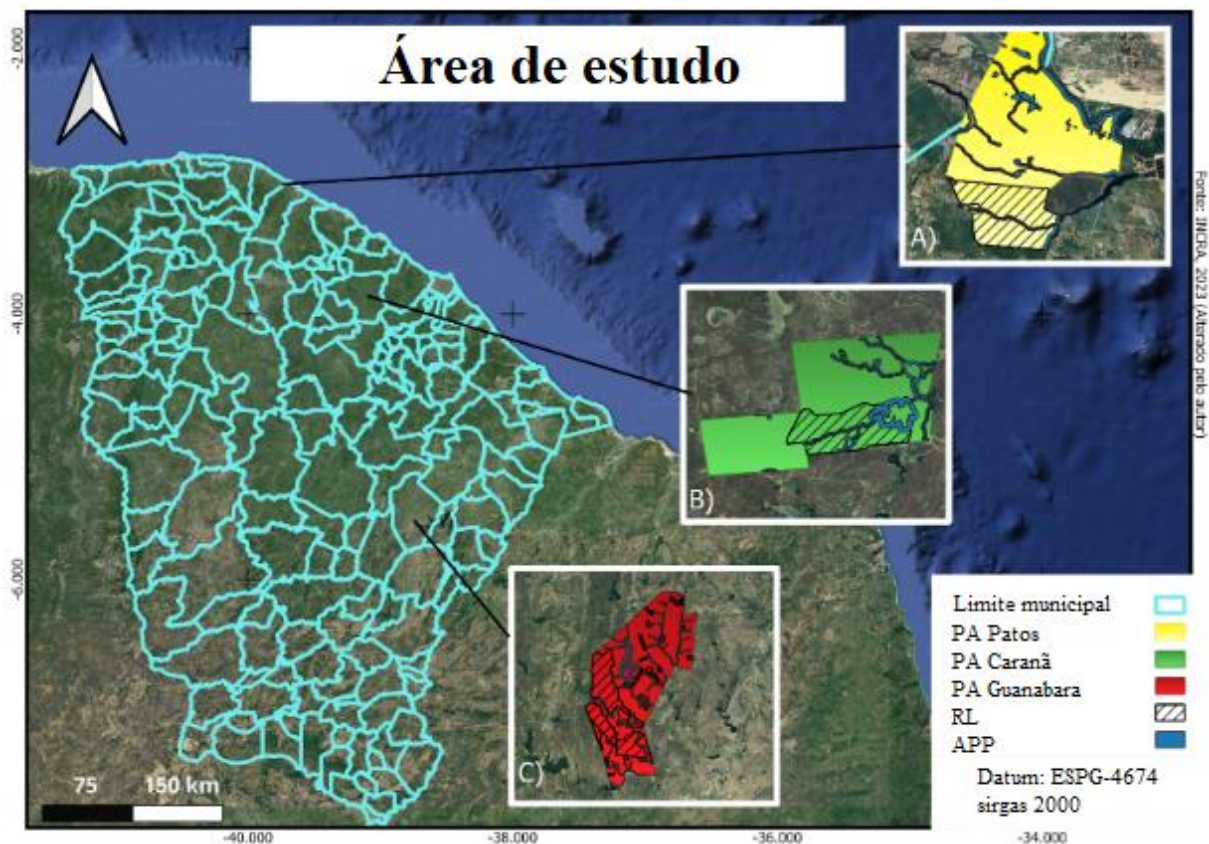 Área de estudo
-2.000
-4.000
-6.000
A)
B)
C)
Fonte: INCRA, 2023 (Alterado pelo autor)
Limite municipal
PA Patos
PA Caranã
PA Guanabara
RL
APP
Datum: ESPG-4674
sirgas 2000
75 150 km
-40.000 -38.000 -36.000 -34.000